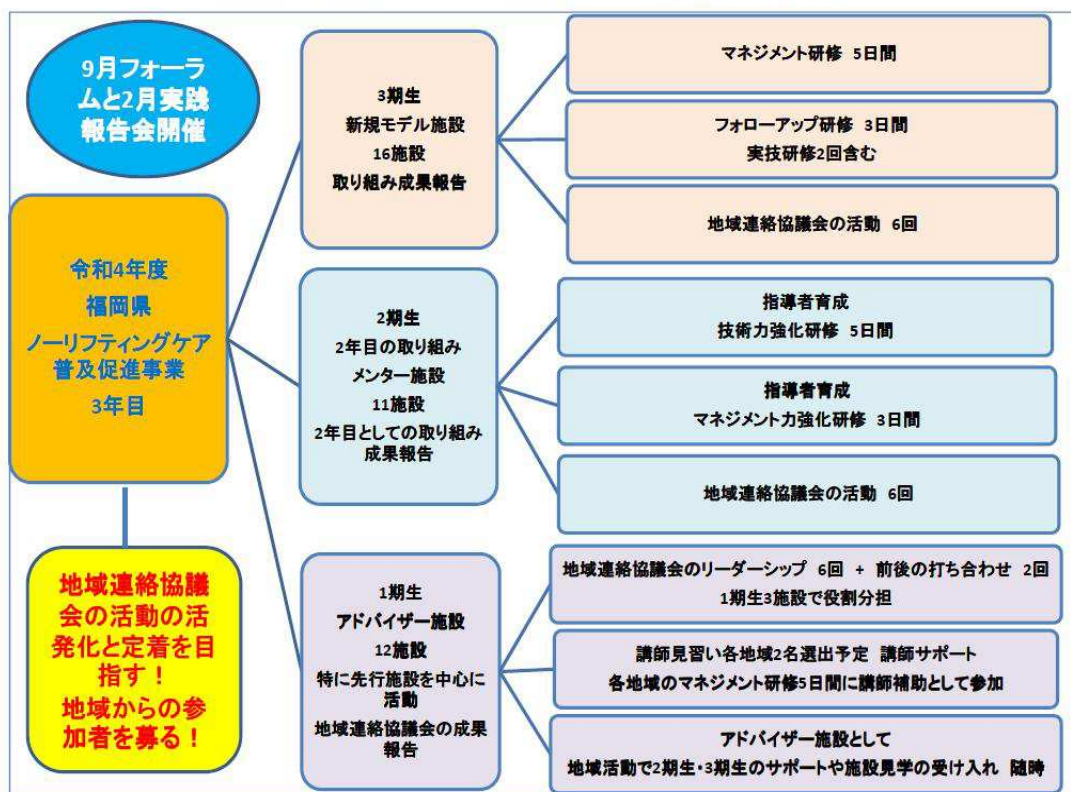 9月フォーラ
ムと2月実践
報告会開催
令和4年度
福岡県
ノーリフティングケア
普及促進事業
3年目
地域連絡協議
会の活動の活
発化と定着を目
指す！
地域からの参
加者を募る！
3期生
新規モデル施設
16施設
取り組み成果報告
マネジメント研修 5日間
フォローアップ研修 3日間
実技研修2回含む
地域連絡協議会の活動 6回
2期生
2年目の取り組み
メンター施設
11施設
2年目としての取り組み
成果報告
指導者育成
技術力強化研修 5日間
指導者育成
マネジメント力強化研修 3日間
地域連絡協議会の活動 6回
1期生
アドバイザー施設
12施設
特に先行施設を中心に
活動
地域連絡協議会の成果
報告
地域連絡協議会のリーダーシップ 6回 + 前後の打ち合わせ 2回
1期生3施設で役割分担
講師見習い各地域2名選出予定 講師サポート
各地域のマネジメント研修5日間に講師補助として参加
アドバイザー施設として
地域活動で2期生・3期生のサポートや施設見学の受け入れ 随時